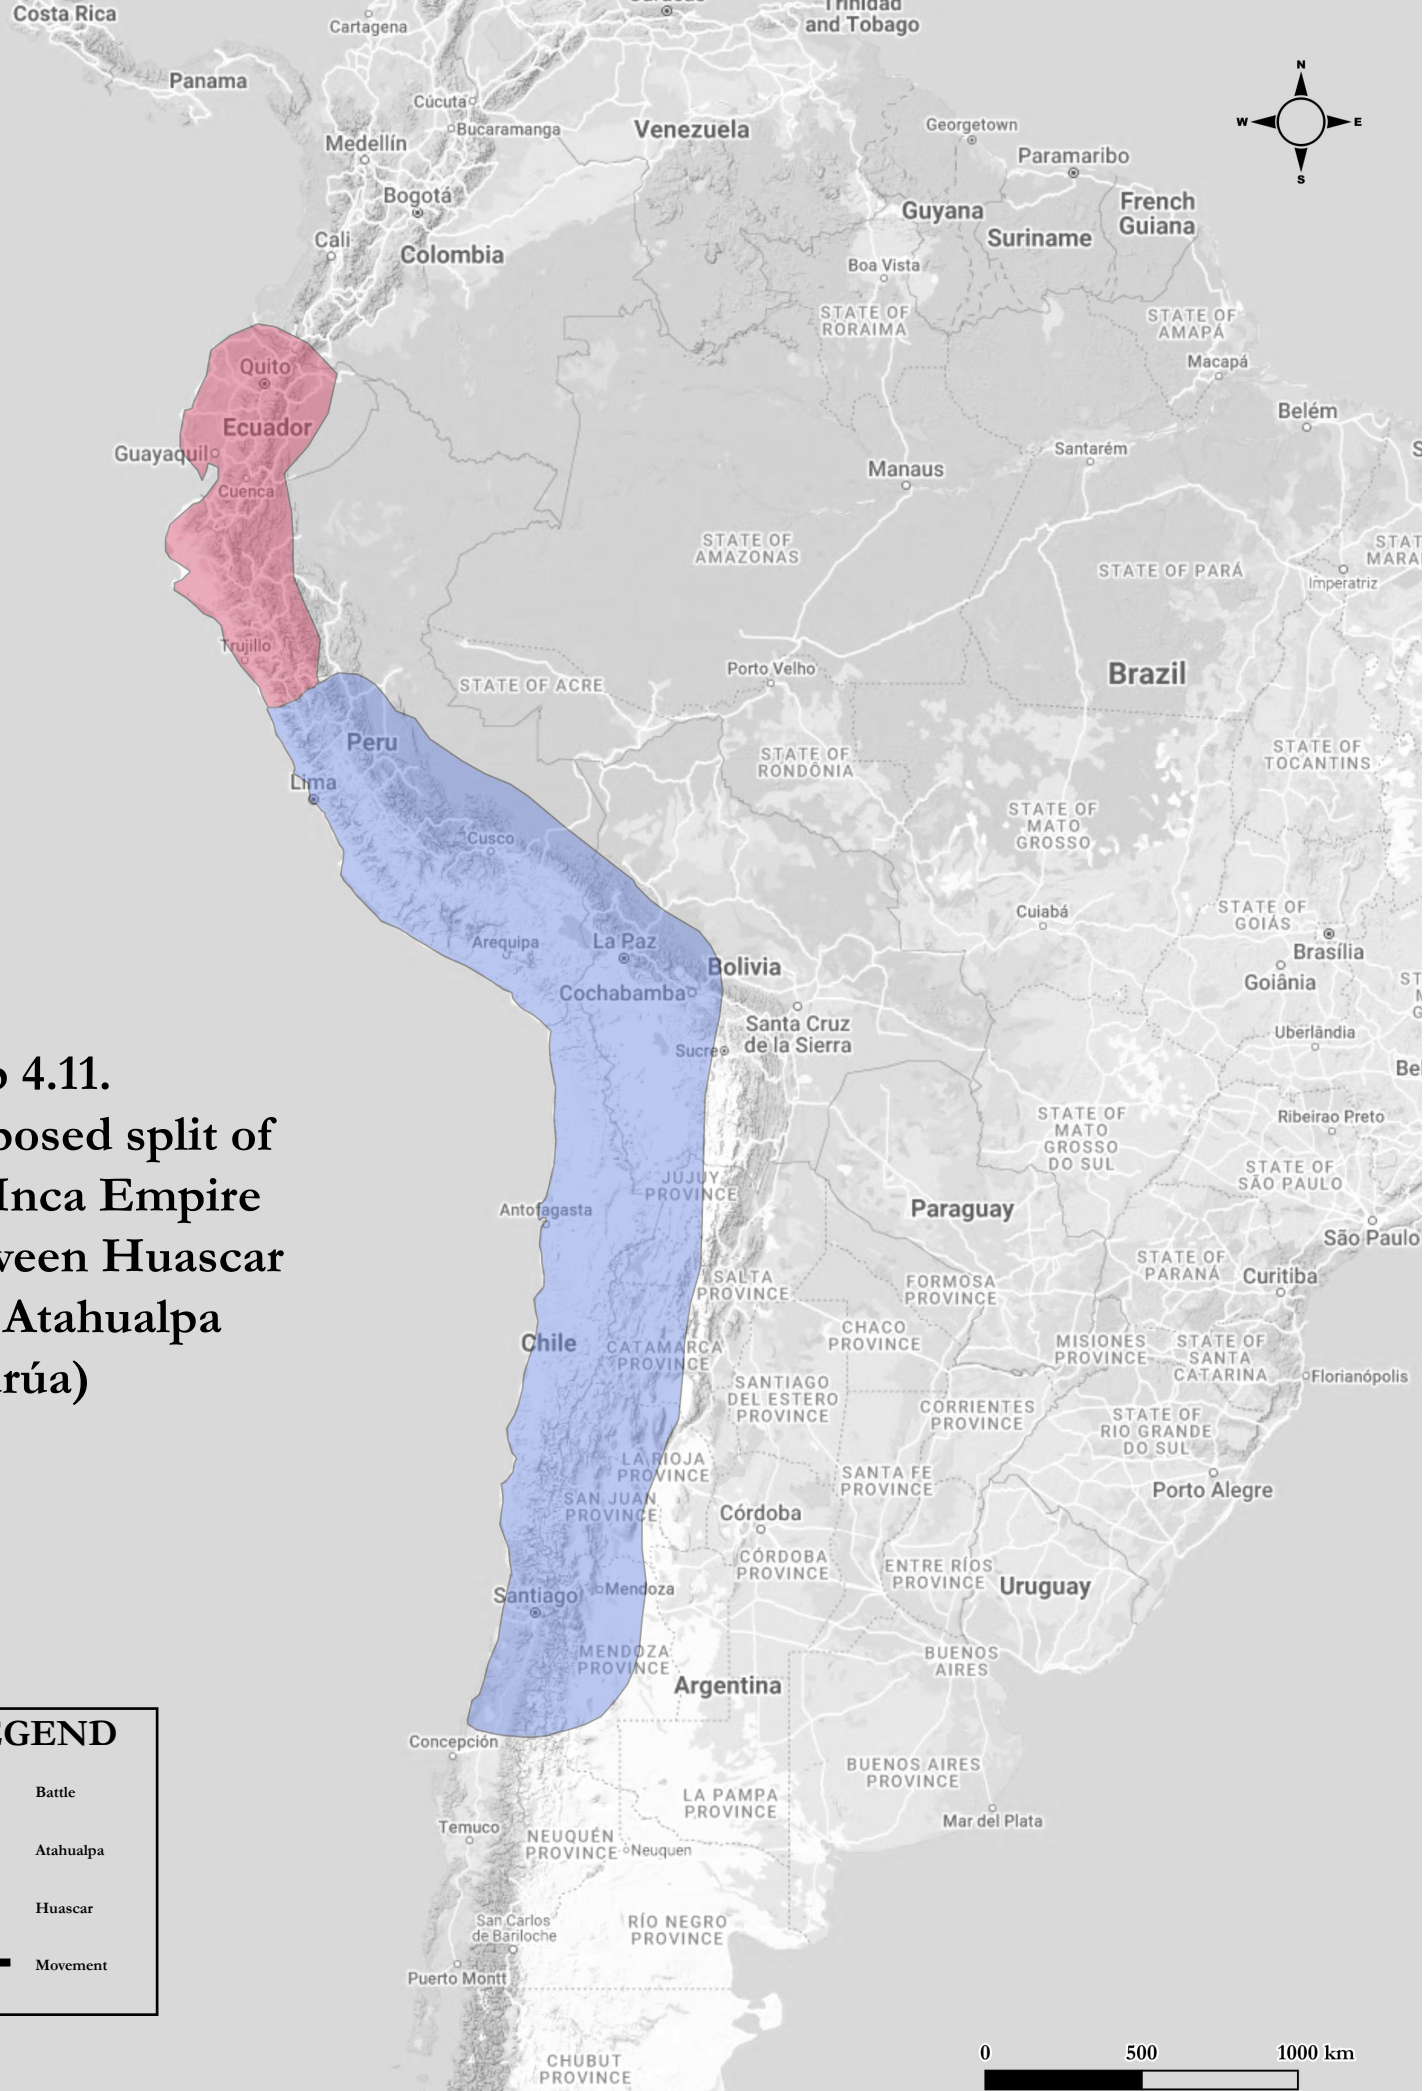 Costa Rica
Cartagena
and Tobago
Panama
Cúcuta
Bucaramanga
Medellín
Venezuela
Georgetown
Paramaribo
N
W
E
S
Bogotá
Guyana
French
Guiana
Cali
Colombia
Suriname
Boa Vista
STATE OF
RORAIMA
STATE OF
AMAPÁ
Macapá
Quito
Ecuador
Guayaquil
Cuenca
Belém
Santarém
Manaus
STATE OF
AMAZONAS
STATE OF PARÁ
Imperatriz
Trujillo
Porto Velho
STATE OF ACRE
Brazil
Peru
Lima
STATE OF
RONDÔNIA
STATE OF
TOCANTINS
STATE OF
MATO
GROSSO
Cusco
Cuiabá
STATE OF
GOIÁS
Brasília
Goiânia
Arequipa
La Paz
Bolivia
Cochabamba
Santa Cruz
de la Sierra
Sucre
Uberlândia
4.11.
posed split of
Inca Empire
ween Huascar
Atahualpa
rúa)
STATE OF
MATO
GROSSO
DO SUL
Ribeirao Preto
STATE OF
SÃO PAULO
São Paulo
JUJUY
PROVINCE
Antofagasta
Paraguay
STATE OF
PARANÁ
Curitiba
SALTA
PROVINCE
FORMOSA
PROVINCE
Chile
CATAMARCA
PROVINCE
CHACO
PROVINCE
MISIONES
PROVINCE
STATE OF
SANTA
CATARINA
Florianópolis
SANTIAGO
DEL ESTERO
PROVINCE
CORRIENTES
PROVINCE
STATE OF
RIO GRANDE
DO SUL
LA RIOJA
PROVINCE
SANTA FE
PROVINCE
Porto Alegre
SAN JUAN
PROVINCE
Córdoba
CÓRDOBA
PROVINCE
ENTRE RÍOS
PROVINCE
Uruguay
Santiago
Mendoza
MENDOZA
PROVINCE
Argentina
BUENOS
AIRES
Concepción
BUENOS AIRES
PROVINCE
LA PAMPA
PROVINCE
Mar del Plata
Temuco
NEUQUÉN
PROVINCE
Neuquen
San Carlos
de Bariloche
RÍO NEGRO
PROVINCE
Puerto Montt
CHUBUT
PROVINCE
EGEND
Battle
Atahualpa
Huascar
Movement
0 500 1000 km